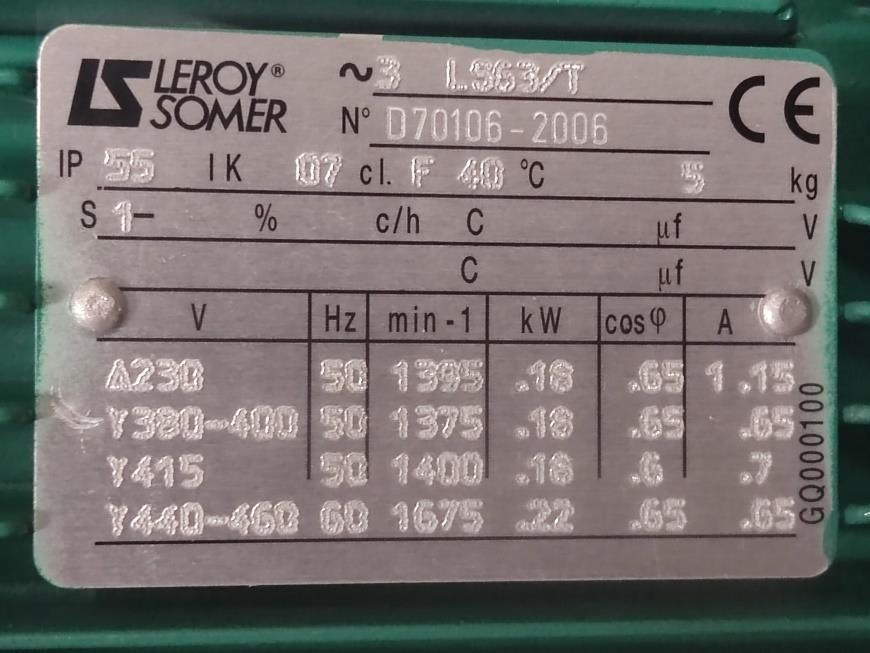 LS LEROY® SOMER
~3 LS63/T
N° D70106-2006
CE
IP 55 IK 07 cl. F 40 °C 5 kg
S 1- % c/h C µf V
C µf V
V Hz min-1 kW cosφ A
Δ230 50 1395 .18 .65 1.15
Y380-400 50 1375 .18 .65 .65
Y415 50 1400 .18 .6 .7
Y440-460 60 1675 .22 .65 .65
GQ000100